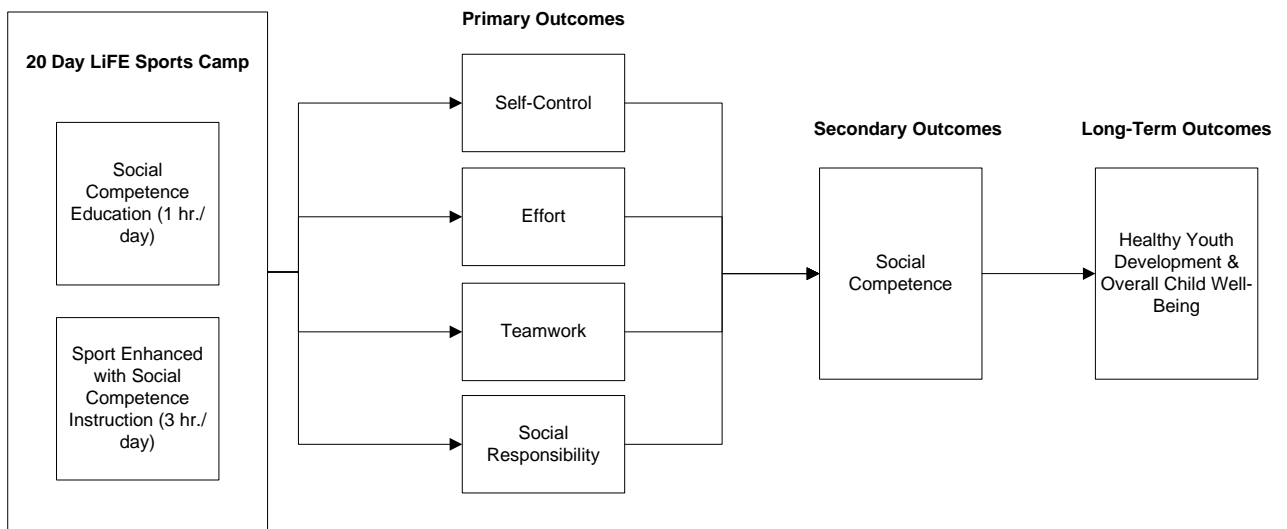 20 Day LiFE Sports Camp
Social
Competence
Education (1 hr./
day)
Sport Enhanced
with Social
Competence
Instruction (3 hr./
day)
Primary Outcomes
Self-Control
Effort
Teamwork
Social
Responsibility
Secondary Outcomes
Social
Competence
Long-Term Outcomes
Healthy Youth
Development &
Overall Child Well-
Being